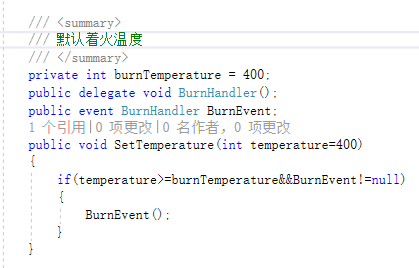 /// <summary>
/// 默认着火温度
/// </summary>
private int burnTemperature = 400;
public delegate void BurnHandler();
public event BurnHandler BurnEvent;
1 个引用|0 项更改|0 名作者，0 项更改
public void SetTemperature(int temperature=400)
{
if(temperature>=burnTemperature&&BurnEvent!=null)
{
BurnEvent();
}
}